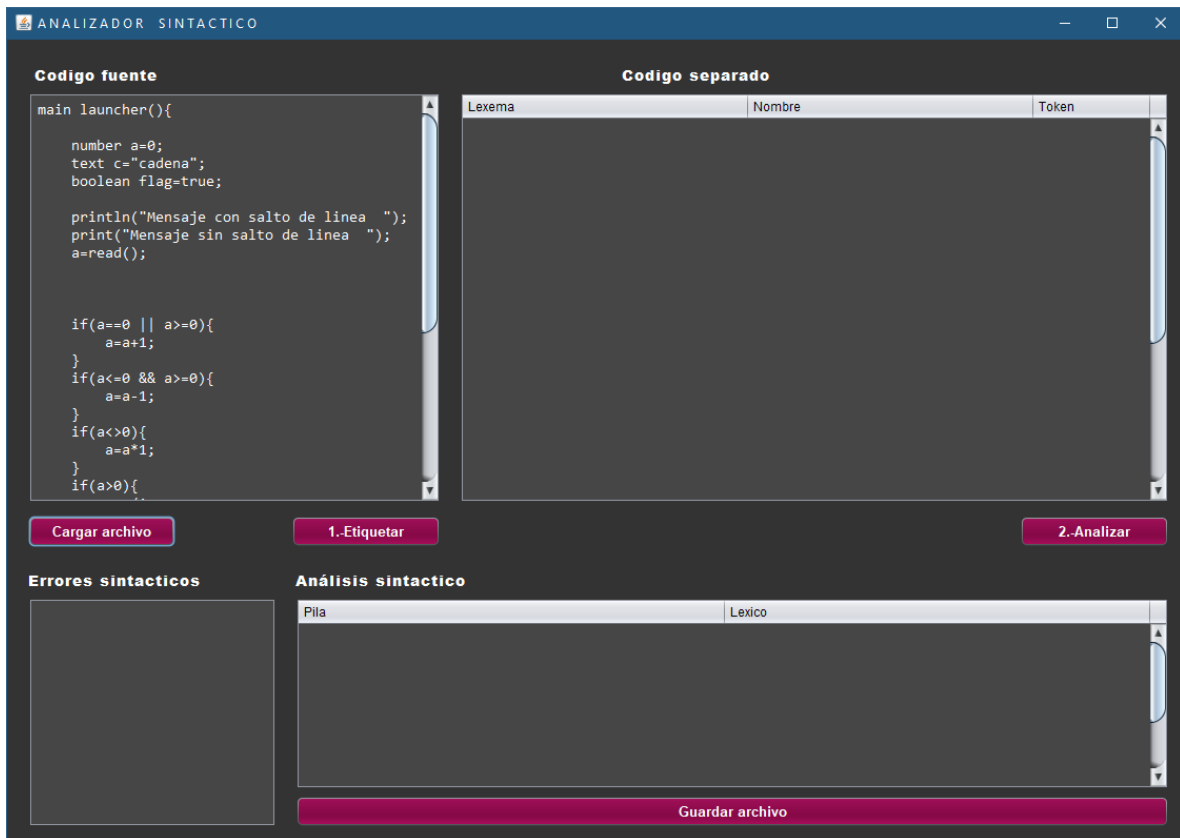 ANALIZADOR SINTACTICO
Codigo fuente
Codigo separado
main launcher(){
number a=0;
text c="cadena";
boolean flag=true;
println("Mensaje con salto de linea  ");
print("Mensaje sin salto de linea  ");
a=read();
if(a==0 || a>=0){
a=a+1;
}
if(a<=0 && a>=0){
a=a-1;
}
if(a<>0){
a=a*1;
}
if(a>0){
Lexema Nombre Token
Cargar archivo
1.-Etiquetar
2.-Analizar
Errores sintacticos
Análisis sintactico
Pila Lexico
Guardar archivo